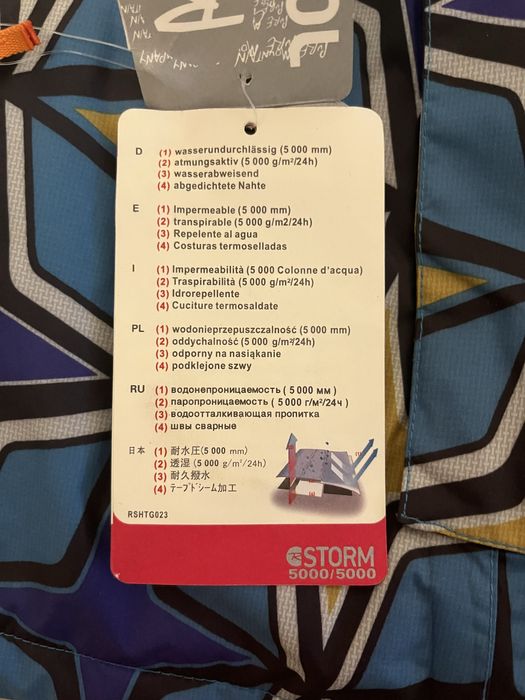 D
(1) wasserundurchlässig (5 000 mm)
(2) atmungsaktiv (5 000 g/m²/24h)
(3) wasserabweisend
(4) abgedichtete Nahte
E
(1) Impermeable (5 000 mm)
(2) transpirable (5 000 g/m2/24h)
(3) Repelente al agua
(4) Costuras termoselladas
I
(1) Impermeabilità (5 000 Colonne d'acqua)
(2) Traspirabilità (5 000 g/m²/24h)
(3) Idrorepellente
(4) Cuciture termosaldate
PL
(1) wodonieprzepuszczalność (5 000 mm)
(2) oddychalność (5 000 g/m²/24h)
(3) odporny na nasiąkanie
(4) podklejone szwy
RU
(1) водонепроницаемость ( 5 000 мм )
(2) паропроницаемость ( 5 000 г/м²/24ч )
(3) водоотталкивающая пропитка
(4) швы сварные
日本
(1) 耐水圧(5 000 mm)
(2) 透湿 (5 000 g/m²/24h)
(3) 耐久撥水
(4) テープドシーム加工
RSHTG023
STORM
5000/5000